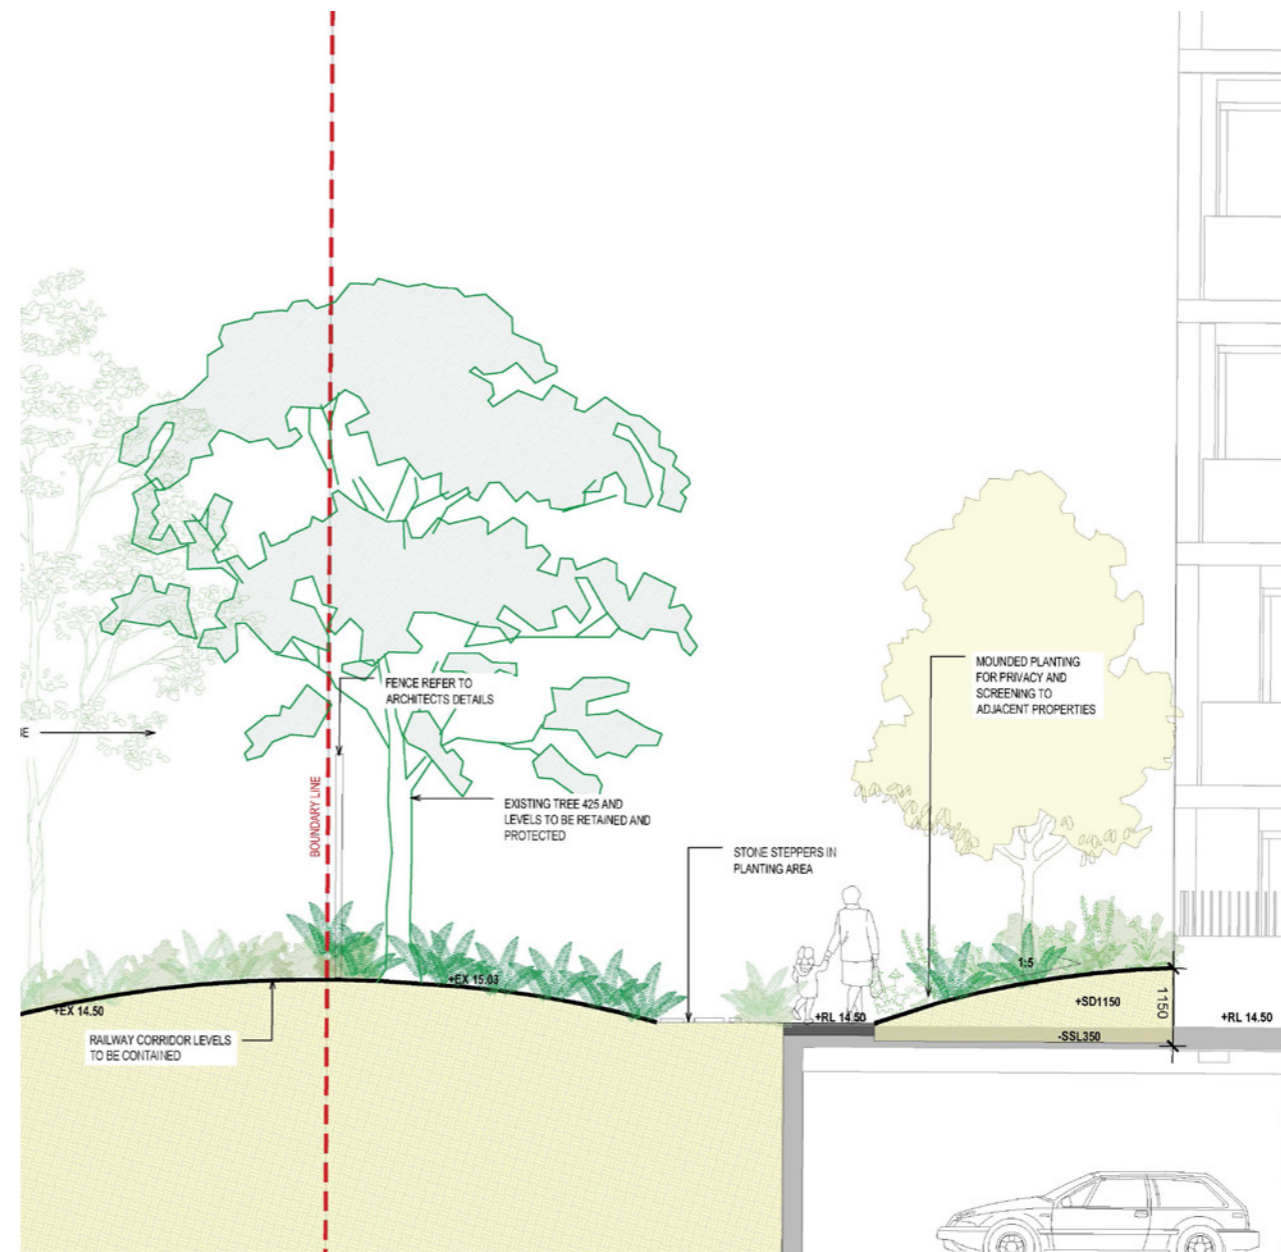 FENCE REFER TO
ARCHITECTS DETAILS
MOUNDED PLANTING
FOR PRIVACY AND
SCREENING TO
ADJACENT PROPERTIES
BOUNDARY LINE
EXISTING TREE 425 AND
LEVELS TO BE RETAINED AND
PROTECTED
STONE STEPPERS IN
PLANTING AREA
1:5
+EX 15.03
+EX 14.50
+SD1150
1150
+RL 14.50
+RL 14.50
-SSL350
RAILWAY CORRIDOR LEVELS
TO BE CONTAINED